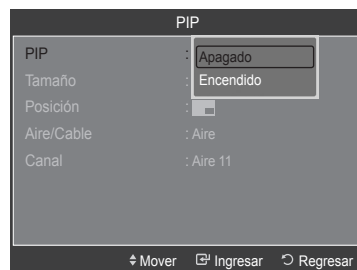 PIP
PIP : Apagado
Encendido
Tamaño :
Posición :
Aire/Cable : Aire
Canal : Aire 11
Mover Ingresar Regresar